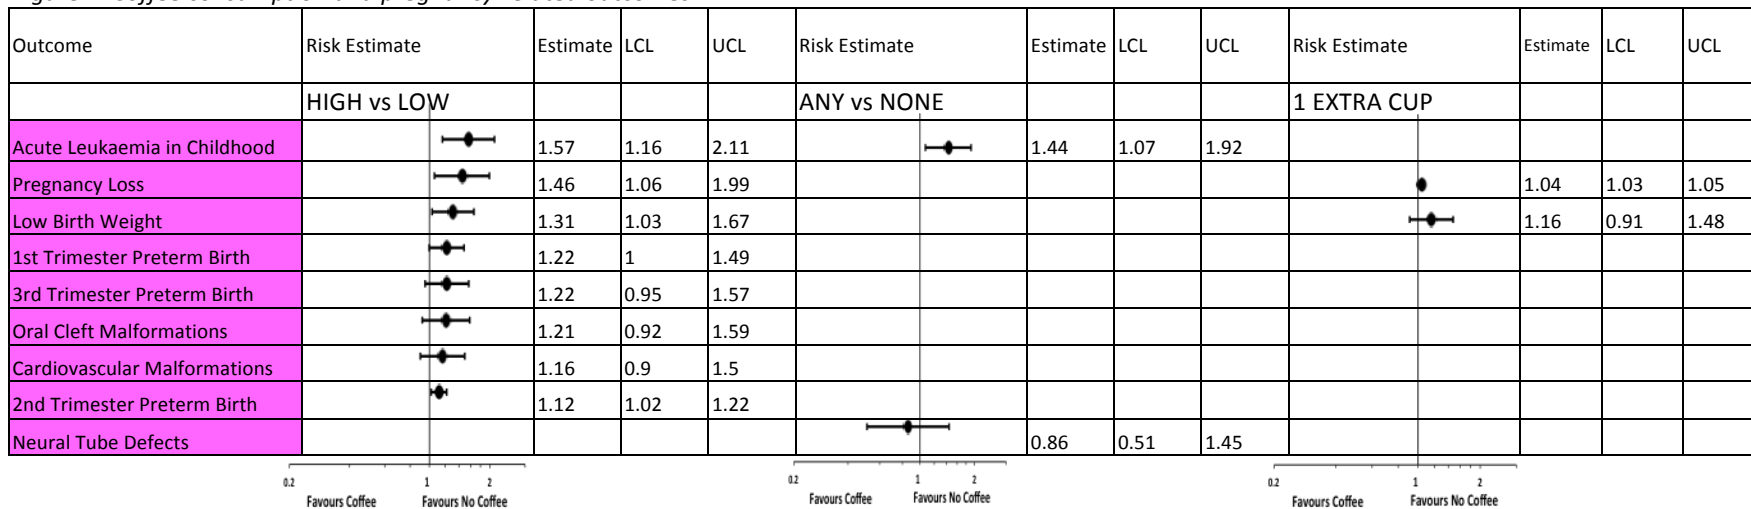 Outcome Risk Estimate Estimate LCL UCL Risk Estimate Estimate LCL UCL Risk Estimate Estimate LCL UCL
HIGH vs LOW ANY vs NONE 1 EXTRA CUP
Acute Leukaemia in Childhood 1.57 1.16 2.11 1.44 1.07 1.92
Pregnancy Loss 1.46 1.06 1.99 1.04 1.03 1.05
Low Birth Weight 1.31 1.03 1.67 1.16 0.91 1.48
1st Trimester Preterm Birth 1.22 1 1.49
3rd Trimester Preterm Birth 1.22 0.95 1.57
Oral Cleft Malformations 1.21 0.92 1.59
Cardiovascular Malformations 1.16 0.9 1.5
2nd Trimester Preterm Birth 1.12 1.02 1.22
Neural Tube Defects 0.86 0.51 1.45
0.2 1 2 0.2 1 2 0.2 1 2
Favours Coffee Favours No Coffee Favours Coffee Favours No Coffee Favours Coffee Favours No Coffee